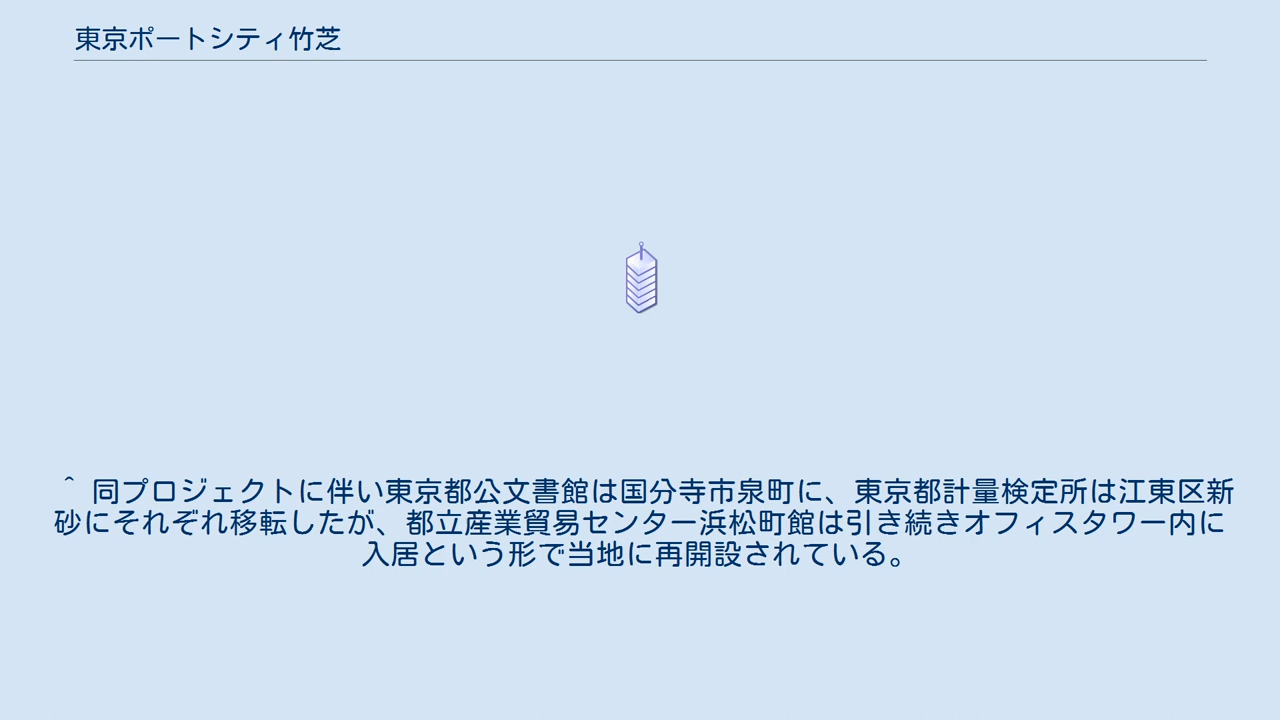 東京ポートシティ竹芝
^ 同プロジェクトに伴い東京都公文書館は国分寺市泉町に、東京都計量検定所は江東区新
砂にそれぞれ移転したが、都立産業貿易センター浜松町館は引き続きオフィスタワー内に
入居という形で当地に再開設されている。